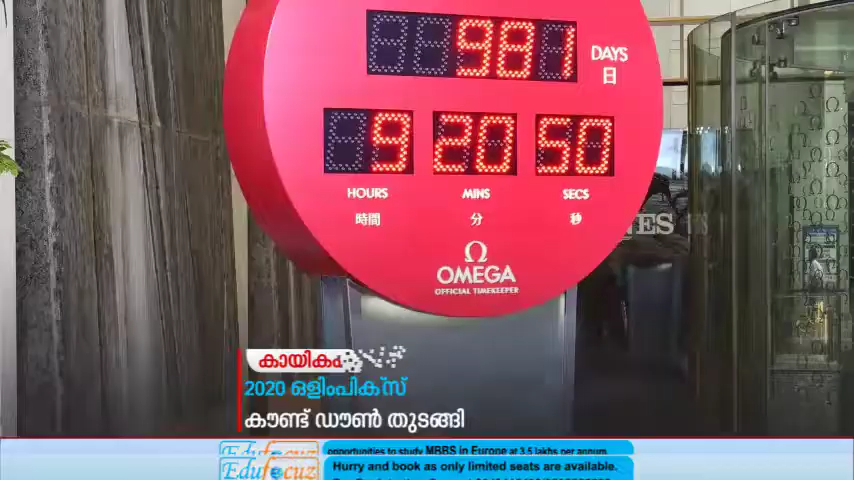 981
DAYS
日
9 20 50
HOURS MINS SECS
時間 分 秒
Ω
OMEGA
OFFICIAL TIMEKEEPER
കായികം
2020 ഒളിംപിക്സ്
കൗണ്ട് ഡൗൺ തുടങ്ങി
Edufocuz
opportunities to study MBBS in Europe at 3.5 lakhs per annum.
Edufocuz
Hurry and book as only limited seats are available.